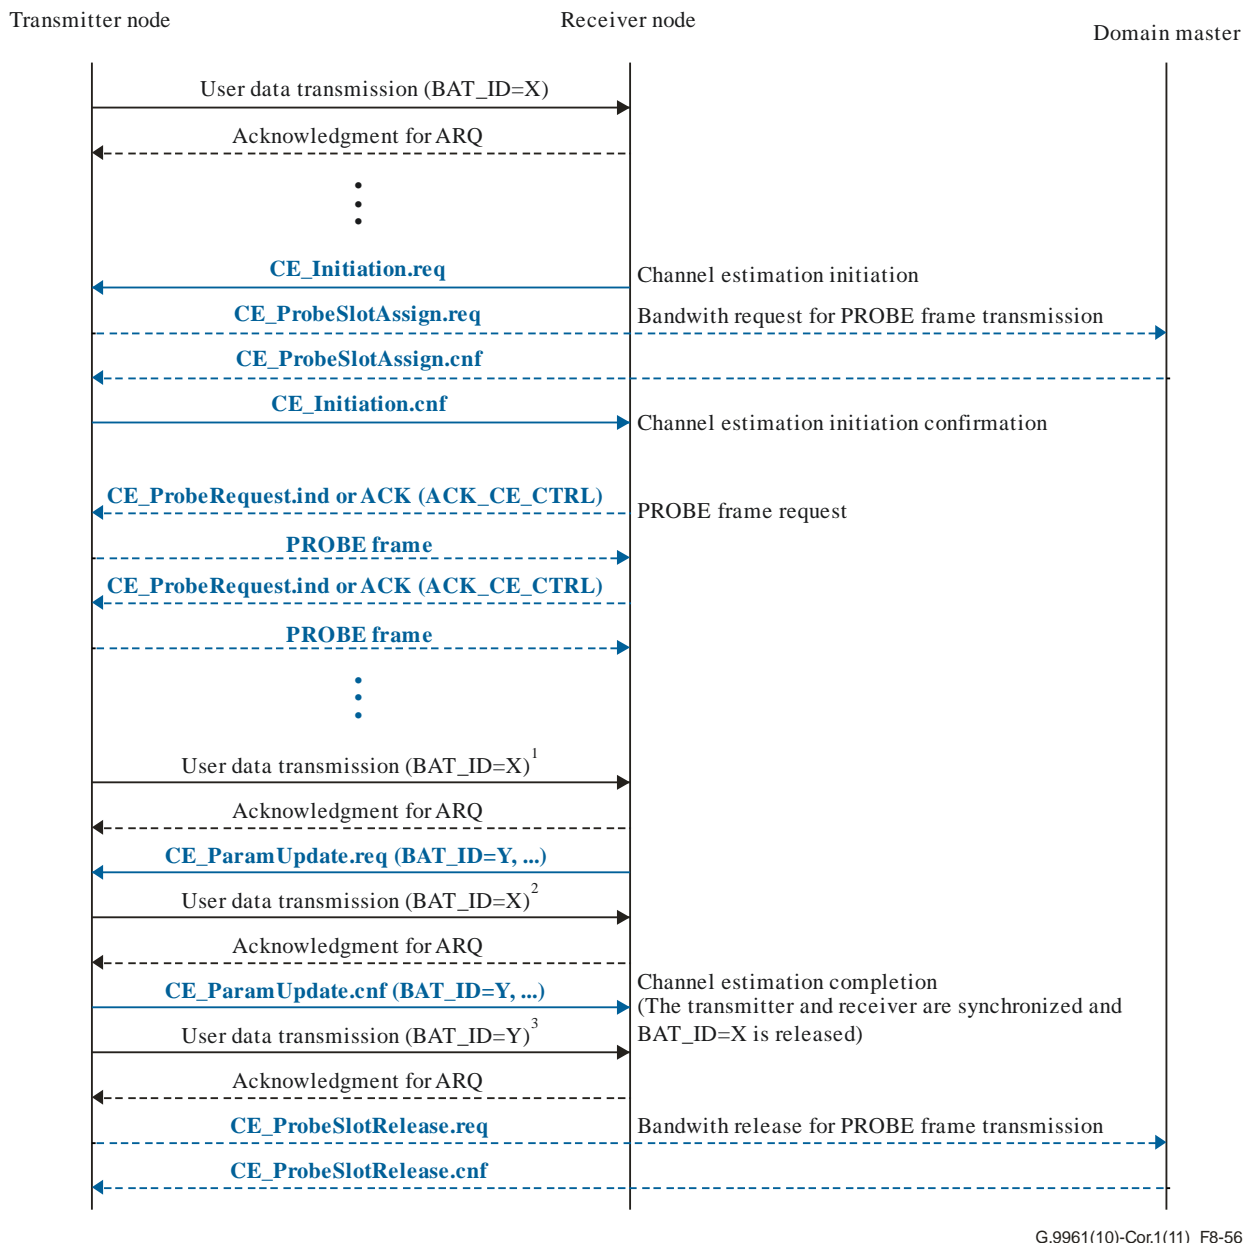 Transmitter node
Receiver node
Domain master
User data transmission (BAT_ID=X)
Acknowledgment for ARQ
CE_Initiation.req
Channel estimation initiation
CE_ProbeSlotAssign.req
Bandwith request for PROBE frame transmission
CE_ProbeSlotAssign.cnf
CE_Initiation.cnf
Channel estimation initiation confirmation
CE_ProbeRequest.ind or ACK (ACK_CE_CTRL)
PROBE frame request
PROBE frame
CE_ProbeRequest.ind or ACK (ACK_CE_CTRL)
PROBE frame
User data transmission (BAT_ID=X)1
Acknowledgment for ARQ
CE_ParamUpdate.req (BAT_ID=Y, ...)
User data transmission (BAT_ID=X)2
Acknowledgment for ARQ
CE_ParamUpdate.cnf (BAT_ID=Y, ...)
Channel estimation completion
(The transmitter and receiver are synchronized and
BAT_ID=X is released)
User data transmission (BAT_ID=Y)3
Acknowledgment for ARQ
CE_ProbeSlotRelease.req
Bandwith release for PROBE frame transmission
CE_ProbeSlotRelease.cnf
G.9961(10)-Cor.1(11)_F8-56